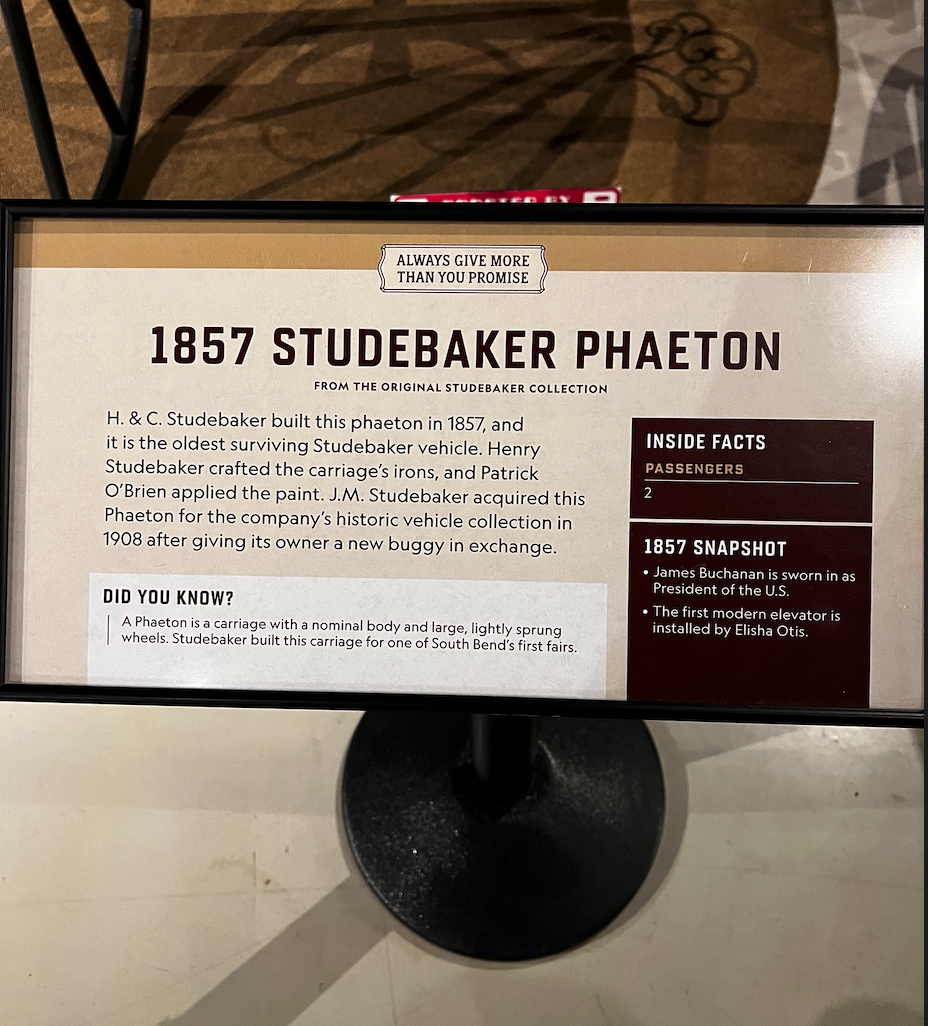 ALWAYS GIVE MORE
THAN YOU PROMISE
1857 STUDEBAKER PHAETON
FROM THE ORIGINAL STUDEBAKER COLLECTION
H. & C. Studebaker built this phaeton in 1857, and
it is the oldest surviving Studebaker vehicle. Henry
Studebaker crafted the carriage's irons, and Patrick
O'Brien applied the paint. J.M. Studebaker acquired this
Phaeton for the company's historic vehicle collection in
1908 after giving its owner a new buggy in exchange.
DID YOU KNOW?
A Phaeton is a carriage with a nominal body and large, lightly sprung
wheels. Studebaker built this carriage for one of South Bend's first fairs.
INSIDE FACTS
PASSENGERS
2
1857 SNAPSHOT
• James Buchanan is sworn in as
President of the U.S.
• The first modern elevator is
installed by Elisha Otis.